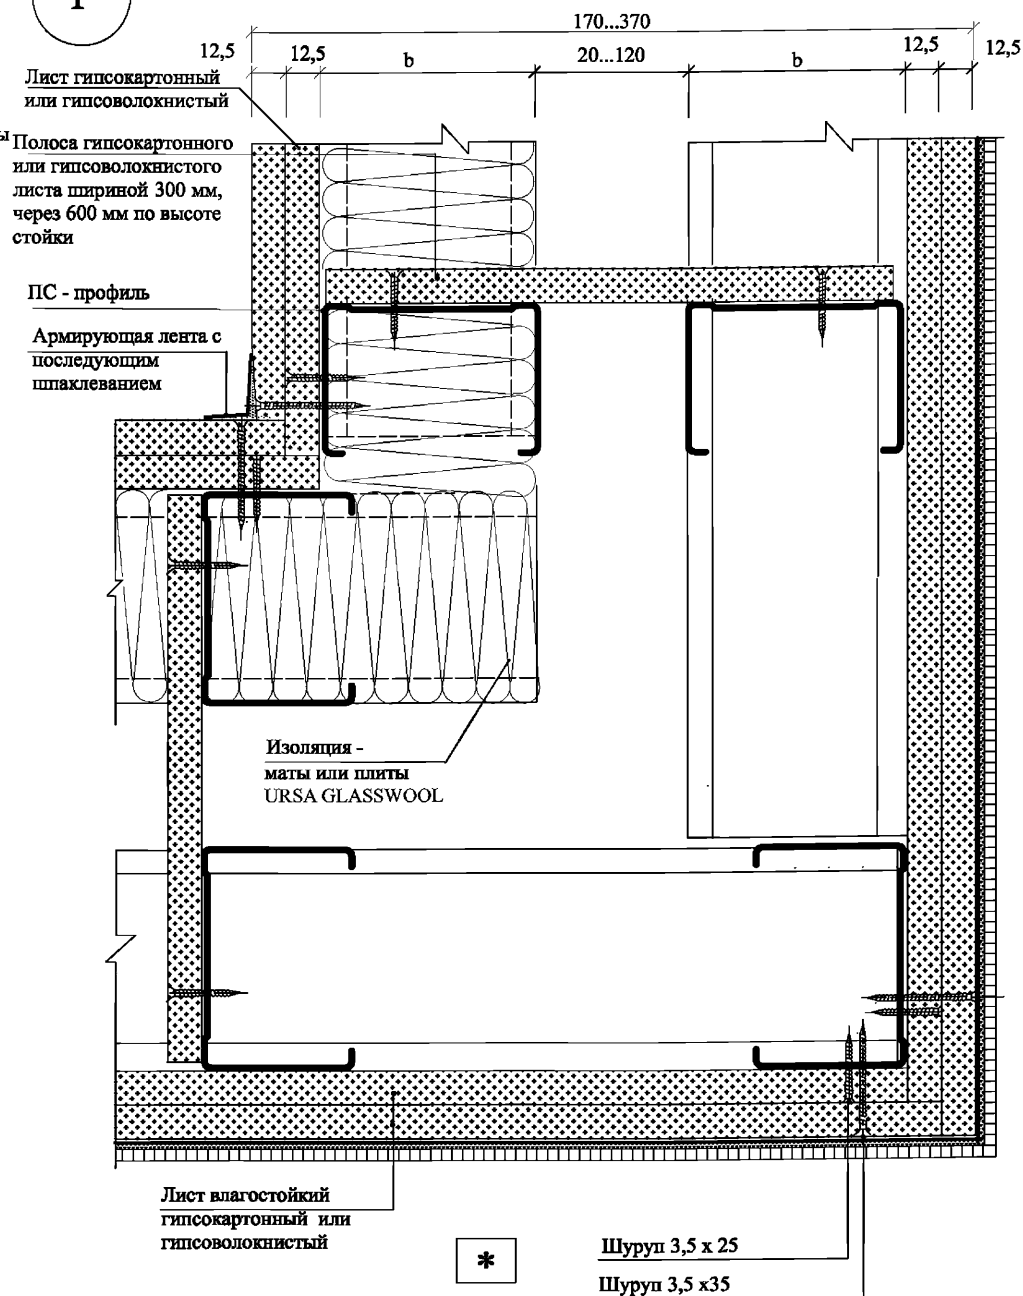 1
170...370
12,5
12,5
b
20...120
b
12,5
12,5
Лист гипсокартонный
или гипсоволокнистый
ы
Полоса гипсокартонного
или гипсоволокнистого
листа шириной 300 мм,
через 600 мм по высоте
стойки
ПС - профиль
Армирующая лента с
последующим
шпаклеванием
Изоляция -
маты или плиты
URSA GLASSWOOL
Лист влагостойкий
гипсокартонный или
гипсоволокнистый
*
Шуруп 3,5 х 25
Шуруп 3,5 х35